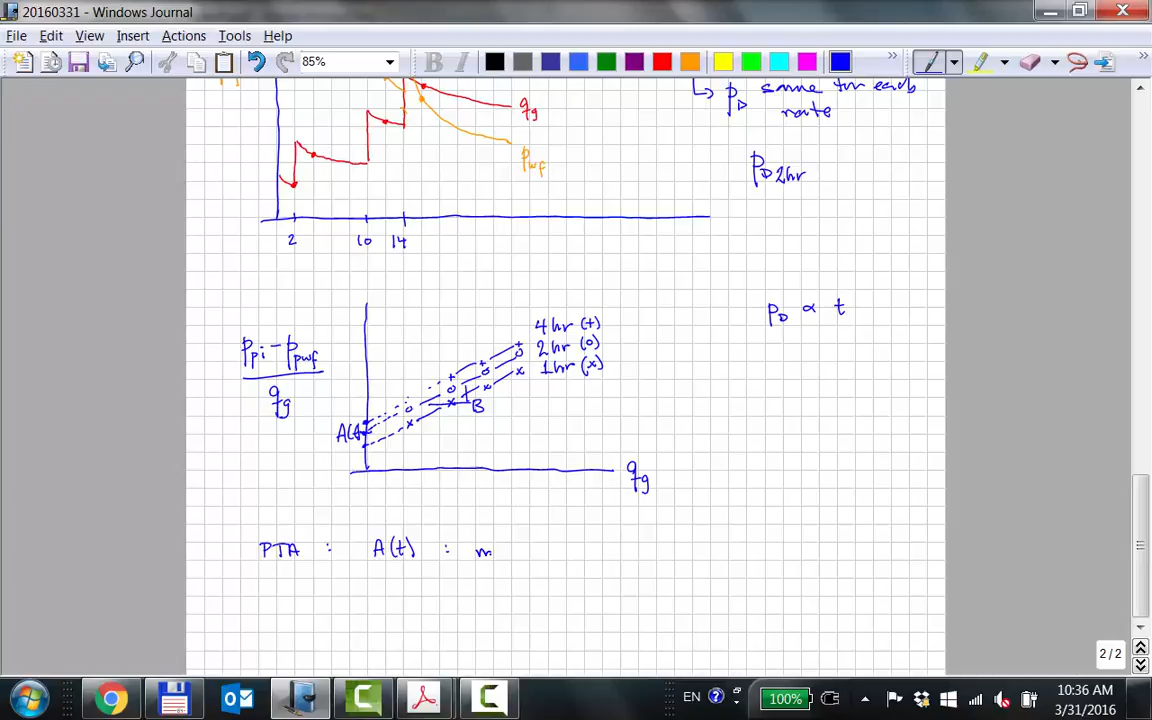 20160331 - Windows Journal
File Edit View Insert Actions Tools Help
85%
B I
↳ pD same for each
rate
qg
pwf
pD2hr
2 10 14
pD ∝ t
4hr (+)
2hr (o)
1hr (x)
ppi - ppwf
qg
B
A(t
qg
PTA : A(t) : m
2/2
EN
100%
10:36 AM
3/31/2016